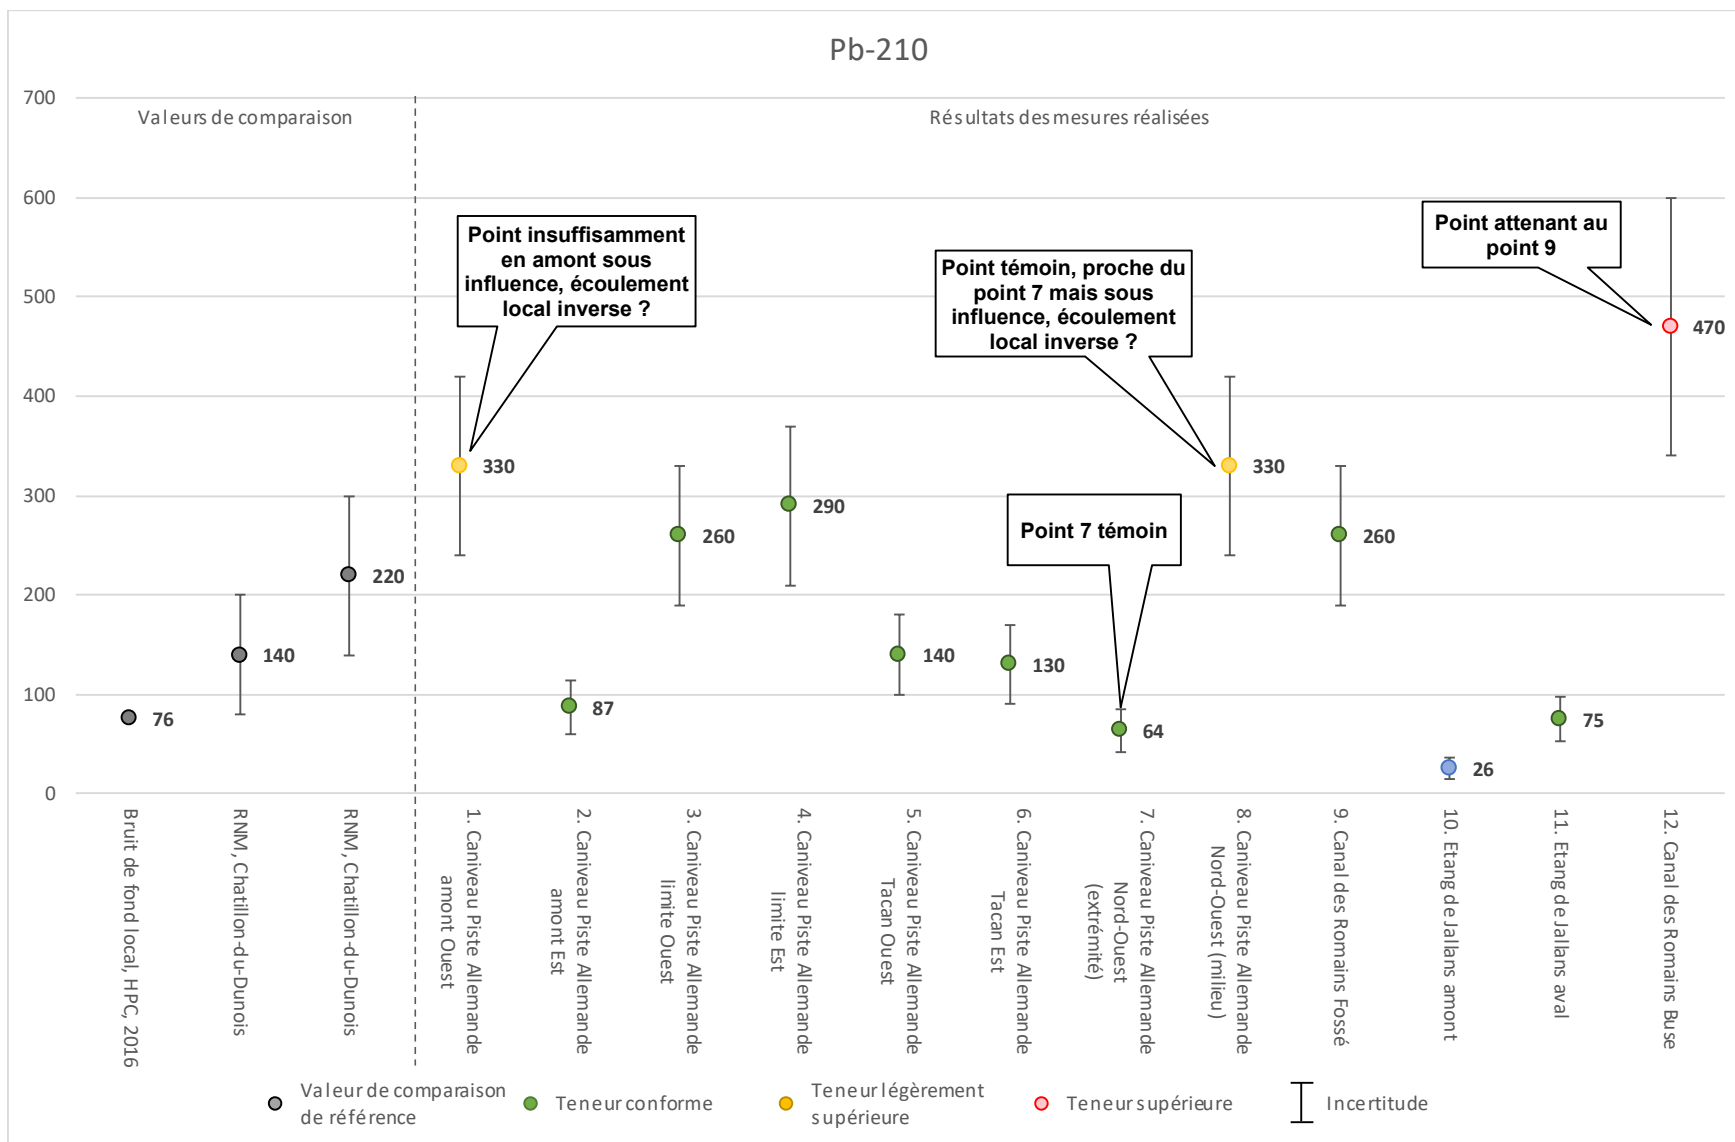 Pb-210
700
600
500
400
300
200
100
0
Valeurs de comparaison
Résultats des mesures réalisées
Point insuffisamment
en amont sous
influence, écoulement
local inverse ?
Point témoin, proche du
point 7 mais sous
influence, écoulement
local inverse ?
Point attenant au
point 9
Point 7 témoin
76
140
220
330
87
260
290
140
130
64
330
260
26
75
470
Bruit de fond local, HPC, 2016
RNM, Chatillon-du-Dunois
RNM, Chatillon-du-Dunois
1. Caniveau Piste Allemande
amont Ouest
2. Caniveau Piste Allemande
amont Est
3. Caniveau Piste Allemande
limite Ouest
4. Caniveau Piste Allemande
limite Est
5. Caniveau Piste Allemande
Tacan Ouest
6. Caniveau Piste Allemande
Tacan Est
7. Caniveau Piste Allemande
Nord-Ouest
(extrémité)
8. Caniveau Piste Allemande
Nord-Ouest (milieu)
9. Canal des Romains Fossé
10. Etang de Jallans amont
11. Etang de Jallans aval
12. Canal des Romains Buse
Valeur de comparaison
de référence
Teneur conforme
Teneur légèrement
supérieure
Teneur supérieure
Incertitude